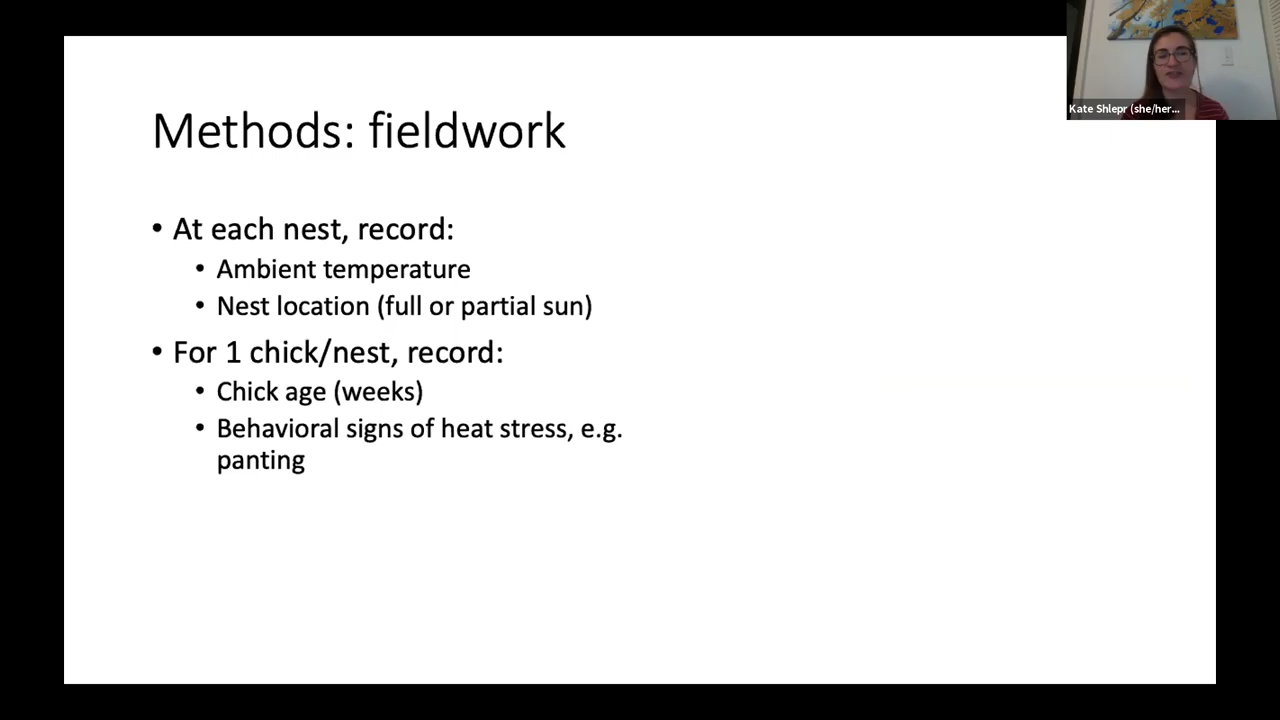 Kate Shlepr (she/her...
Methods: fieldwork
• At each nest, record:
• Ambient temperature
• Nest location (full or partial sun)
• For 1 chick/nest, record:
• Chick age (weeks)
• Behavioral signs of heat stress, e.g.
panting